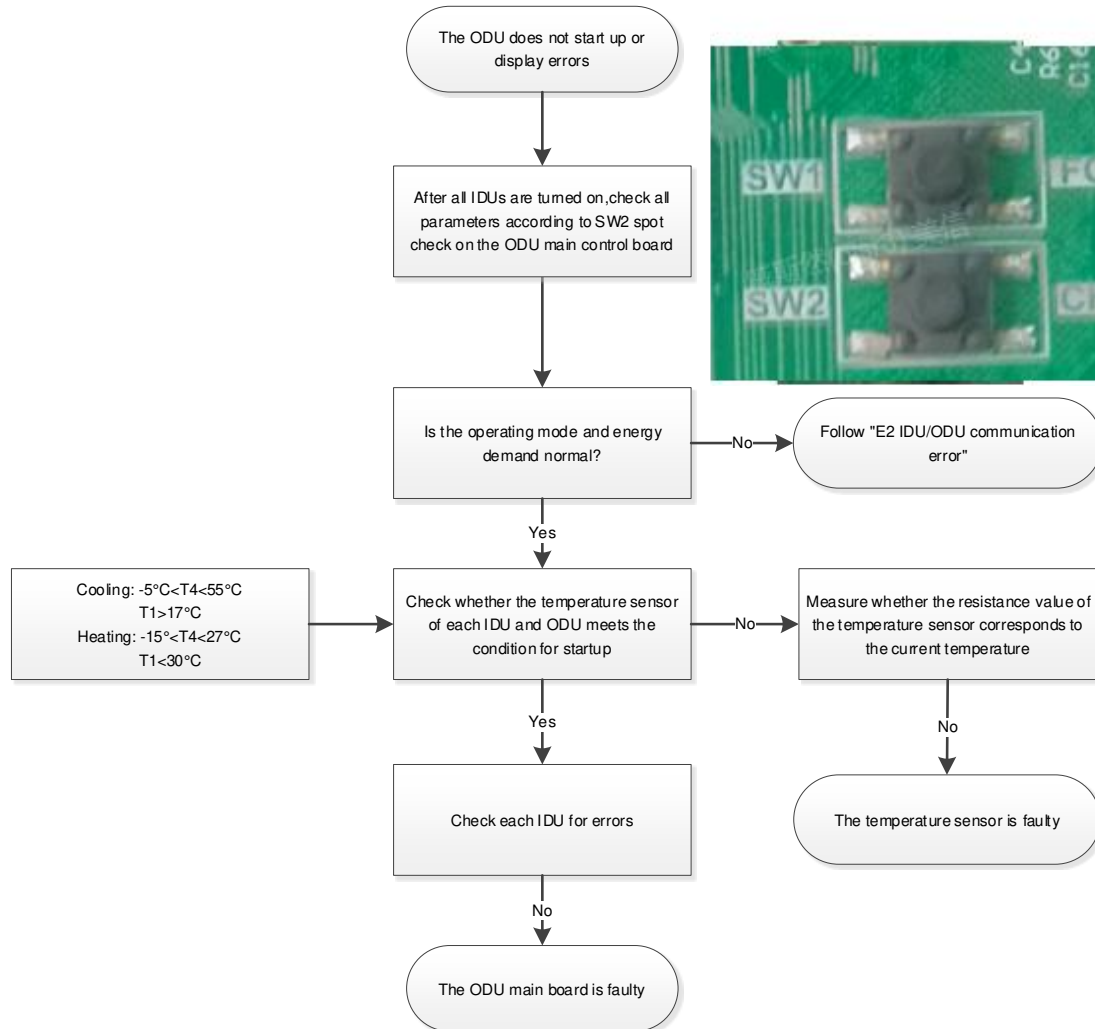 The ODU does not start up or
display errors
After all IDUs are turned on,check all
parameters according to SW2 spot
check on the ODU main control board
SW1
SW2
Is the operating mode and energy
demand normal?
No
Follow "E2 IDU/ODU communication
error"
Yes
Cooling: -5°C<T4<55°C
T1>17°C
Heating: -15°<T4<27°C
T1<30°C
Check whether the temperature sensor
of each IDU and ODU meets the
condition for startup
No
Measure whether the resistance value of
the temperature sensor corresponds to
the current temperature
Yes
No
Check each IDU for errors
The temperature sensor is faulty
No
The ODU main board is faulty